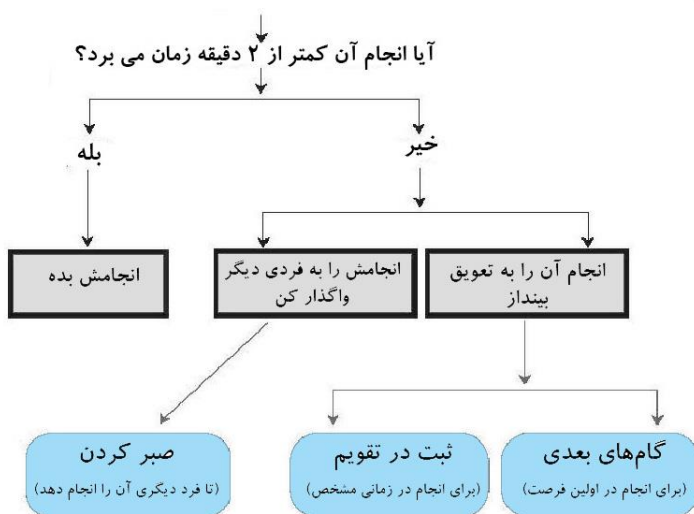 آیا انجام آن کمتر از ۲ دقیقه زمان می برد؟
خیر
بله
انجام آن را به تعویق
بینداز
انجامش را به فردی دیگر
واگذار کن
انجامش بده
گام‌های بعدی
(برای انجام در اولین فرصت)
ثبت در تقویم
(برای انجام در زمانی مشخص)
صبر کردن
(تا فرد دیگری آن را انجام دهد)